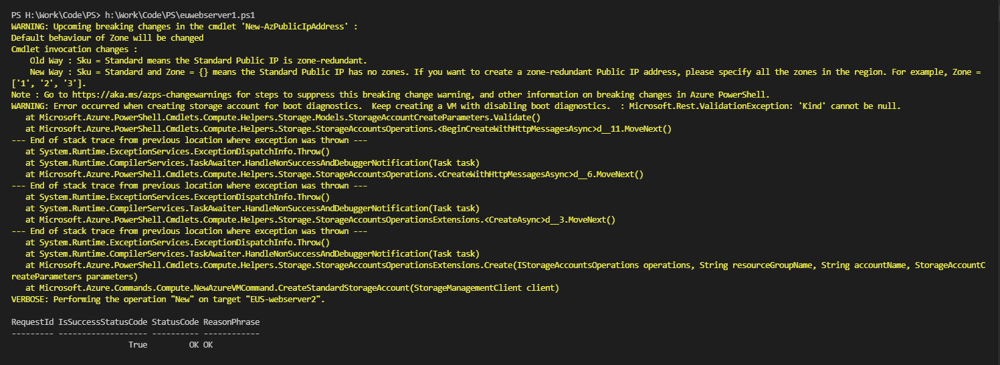 PS H:\Work\Code\PS> h:\Work\Code\PS\euwebserver1.ps1
WARNING: Upcoming breaking changes in the cmdlet 'New-AzPublicIpAddress' :
Default behaviour of Zone will be changed
Cmdlet invocation changes :
    Old Way : Sku = Standard means the Standard Public IP is zone-redundant.
    New Way : Sku = Standard and Zone = {} means the Standard Public IP has no zones. If you want to create a zone-redundant Public IP address, please specify all the zones in the region. For example, Zone =
['1', '2', '3'].
Note : Go to https://aka.ms/azps-changewarnings for steps to suppress this breaking change warning, and other information on breaking changes in Azure PowerShell.
WARNING: Error occurred when creating storage account for boot diagnostics.  Keep creating a VM with disabling boot diagnostics.  : Microsoft.Rest.ValidationException: 'Kind' cannot be null.
   at Microsoft.Azure.PowerShell.Cmdlets.Compute.Helpers.Storage.Models.StorageAccountCreateParameters.Validate()
   at Microsoft.Azure.PowerShell.Cmdlets.Compute.Helpers.Storage.StorageAccountsOperations.<BeginCreateWithHttpMessagesAsync>d__11.MoveNext()
--- End of stack trace from previous location where exception was thrown ---
   at System.Runtime.ExceptionServices.ExceptionDispatchInfo.Throw()
   at System.Runtime.CompilerServices.TaskAwaiter.HandleNonSuccessAndDebuggerNotification(Task task)
   at Microsoft.Azure.PowerShell.Cmdlets.Compute.Helpers.Storage.StorageAccountsOperations.<CreateWithHttpMessagesAsync>d__6.MoveNext()
--- End of stack trace from previous location where exception was thrown ---
   at System.Runtime.ExceptionServices.ExceptionDispatchInfo.Throw()
   at System.Runtime.CompilerServices.TaskAwaiter.HandleNonSuccessAndDebuggerNotification(Task task)
   at Microsoft.Azure.PowerShell.Cmdlets.Compute.Helpers.Storage.StorageAccountsOperationsExtensions.<CreateAsync>d__3.MoveNext()
--- End of stack trace from previous location where exception was thrown ---
   at System.Runtime.ExceptionServices.ExceptionDispatchInfo.Throw()
   at System.Runtime.CompilerServices.TaskAwaiter.HandleNonSuccessAndDebuggerNotification(Task task)
   at Microsoft.Azure.PowerShell.Cmdlets.Compute.Helpers.Storage.StorageAccountsOperationsExtensions.Create(IStorageAccountsOperations operations, String resourceGroupName, String accountName, StorageAccountC
reateParameters parameters)
   at Microsoft.Azure.Commands.Compute.NewAzureVMCommand.CreateStandardStorageAccount(StorageManagementClient client)
VERBOSE: Performing the operation "New" on target "EUS-webserver2".
RequestId IsSuccessStatusCode StatusCode ReasonPhrase
--------- ------------------- ---------- ------------
                         True         OK OK